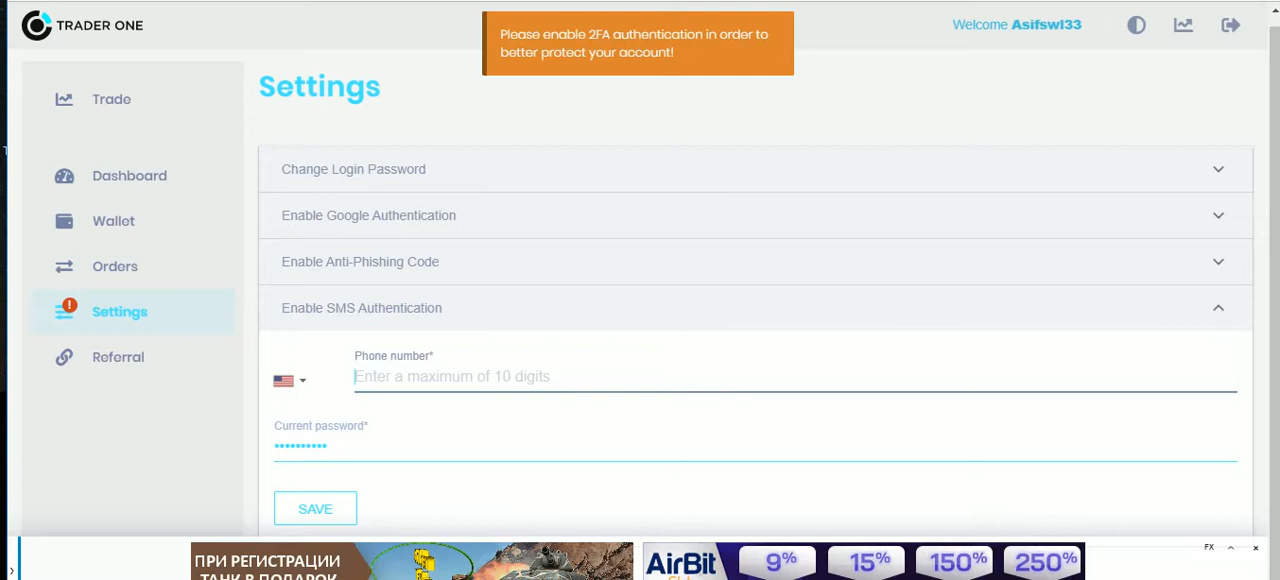 TRADER ONE
Please enable 2FA authentication in order to
better protect your account!
Welcome Asifswl33
Trade
Dashboard
Wallet
Orders
Settings
Referral
Settings
Change Login Password
Enable Google Authentication
Enable Anti-Phishing Code
Enable SMS Authentication
Phone number*
Enter a maximum of 10 digits
Current password*
SAVE
ПРИ РЕГИСТРАЦИИ
ТАНК В ПОДАРОК
AirBit
9%
15%
150%
250%
FX